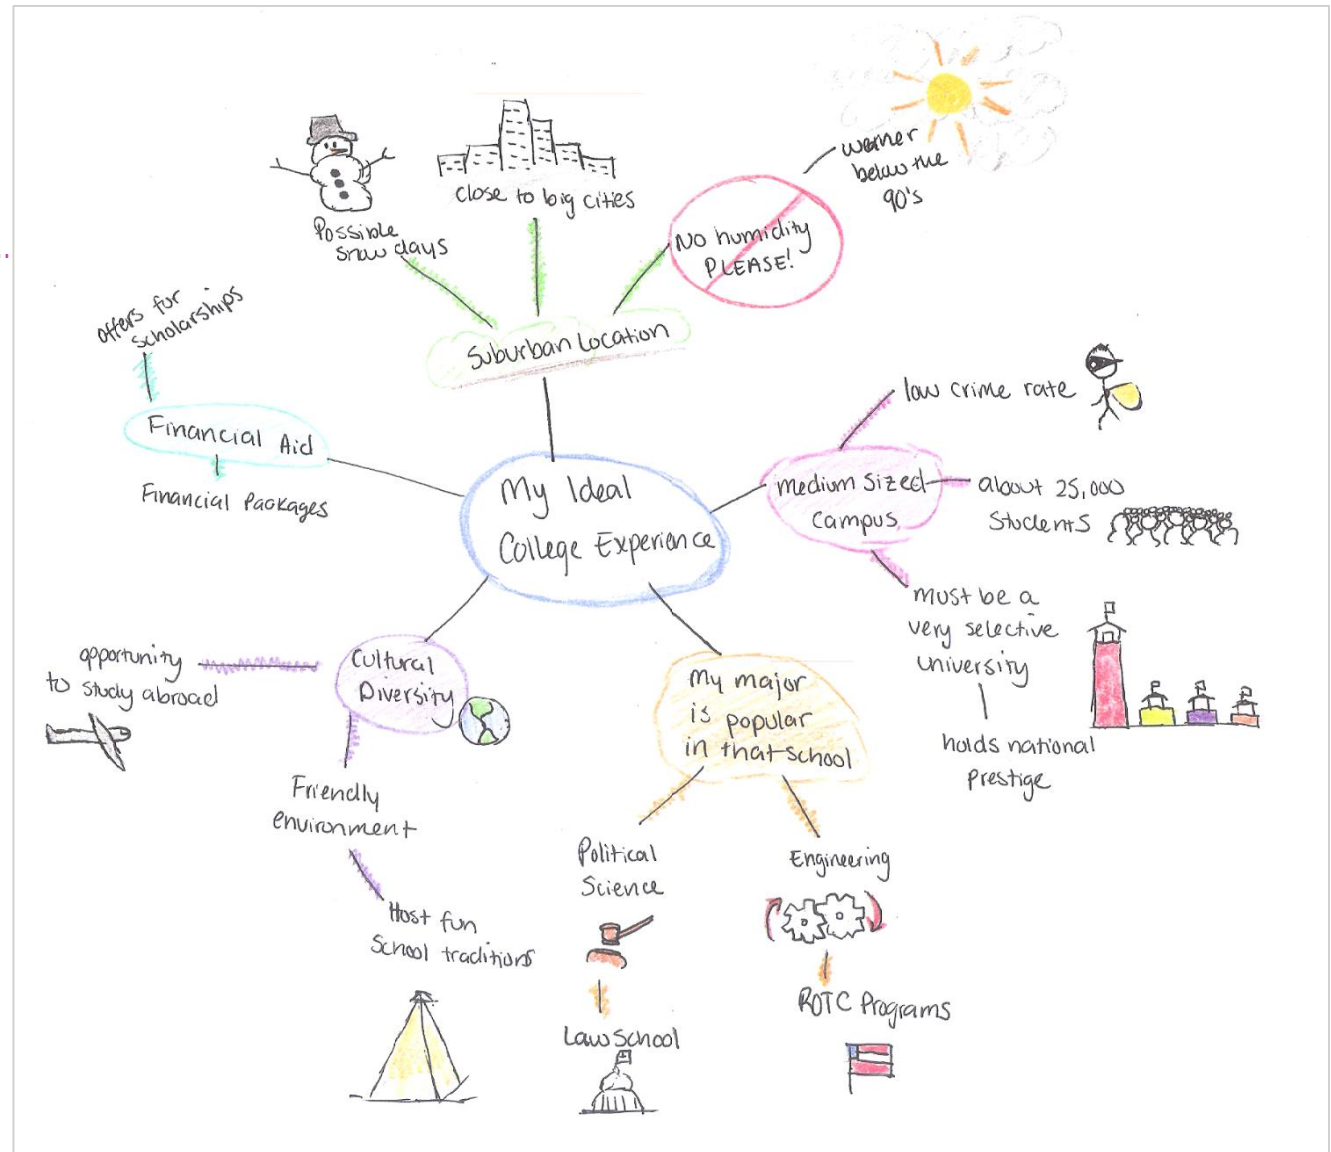 My Ideal
College Experience
Suburban Location
Possible
snow days
Close to big cities
No humidity
PLEASE!
below the
90's
Medium Sized
Campus
low crime rate
about 25,000
Students
must be a
very selective
university
holds national
prestige
My major
is popular
in that school
Engineering
ROTC Programs
Political
Science
Law School
Cultural
Diversity
opportunity
to study abroad
Friendly
environment
Host fun
School traditions
Financial Aid
offers for
scholarships
Financial Packages